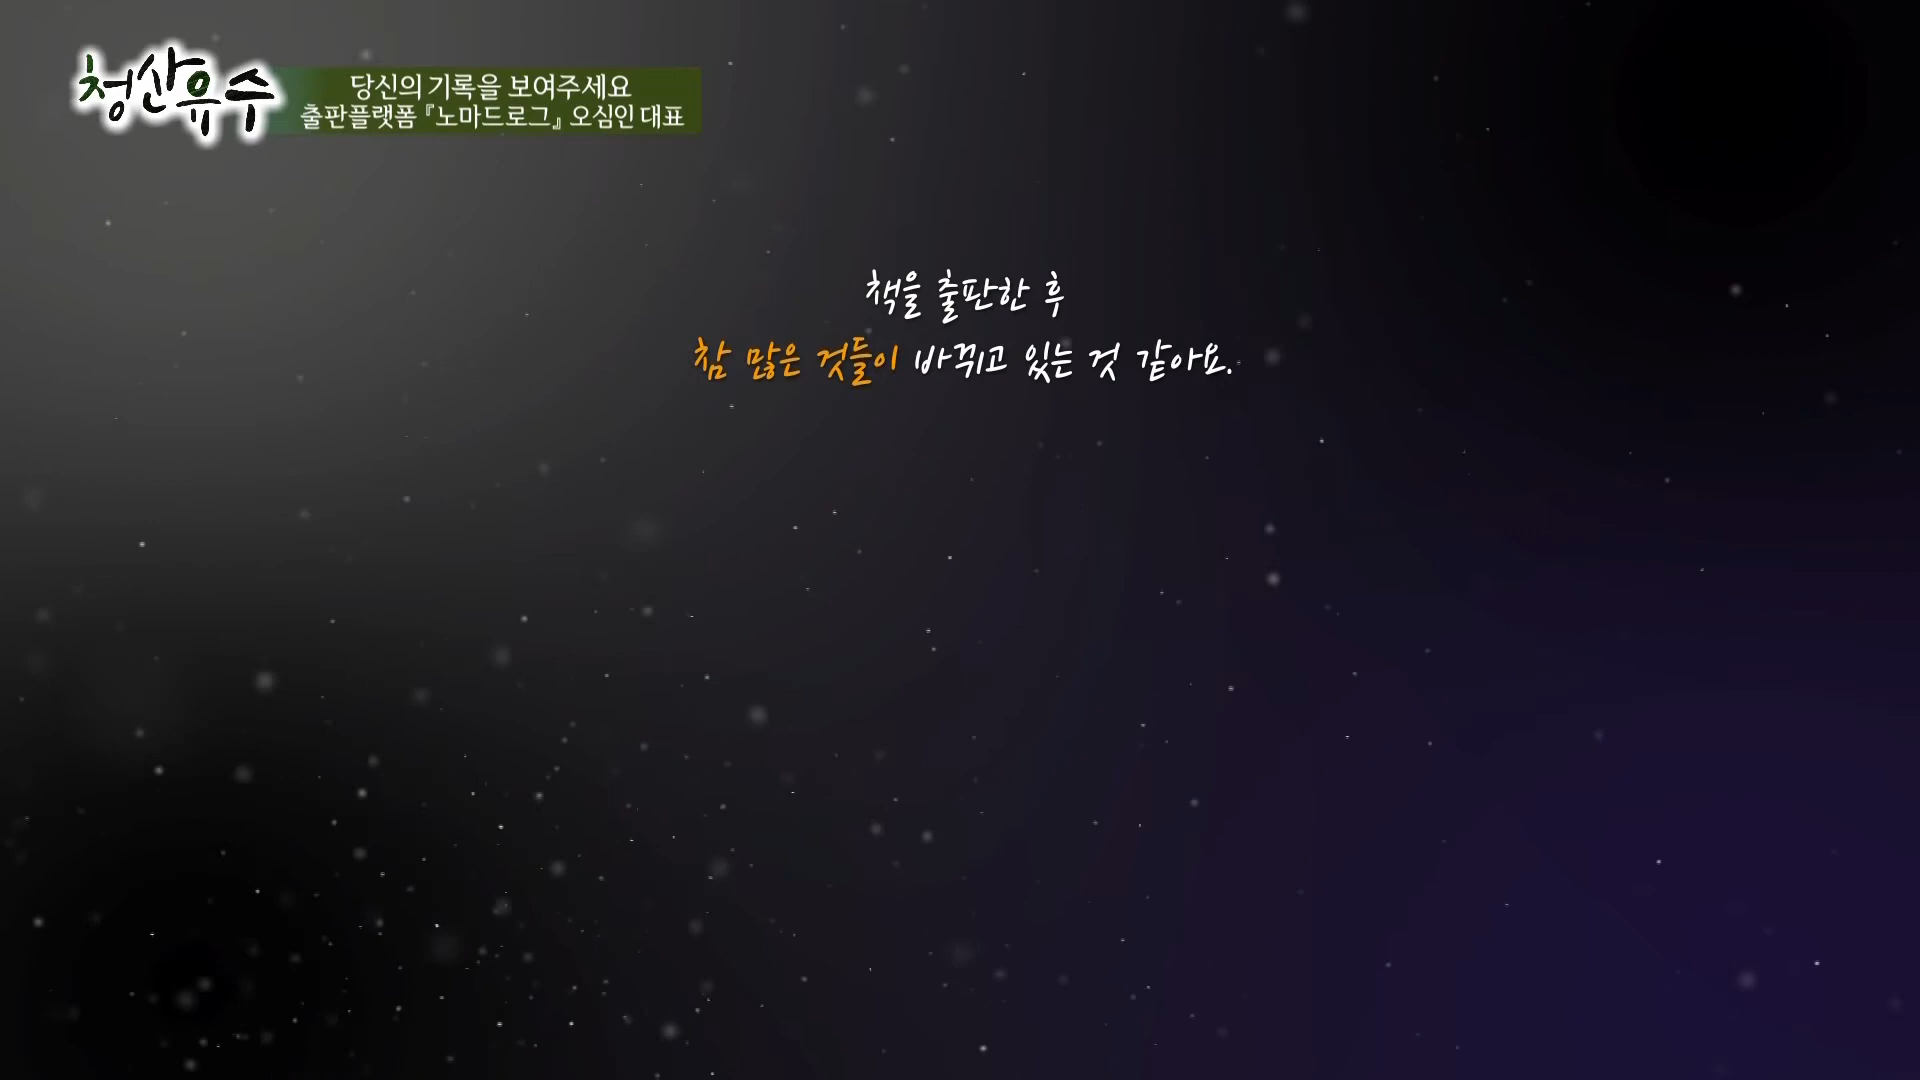 청산유수
당신의 기록을 보여주세요
출판플랫폼 『노마드로그』 오심인 대표
책을 출판한 후
참 많은 것들이 바뀌고 있는 것 같아요.